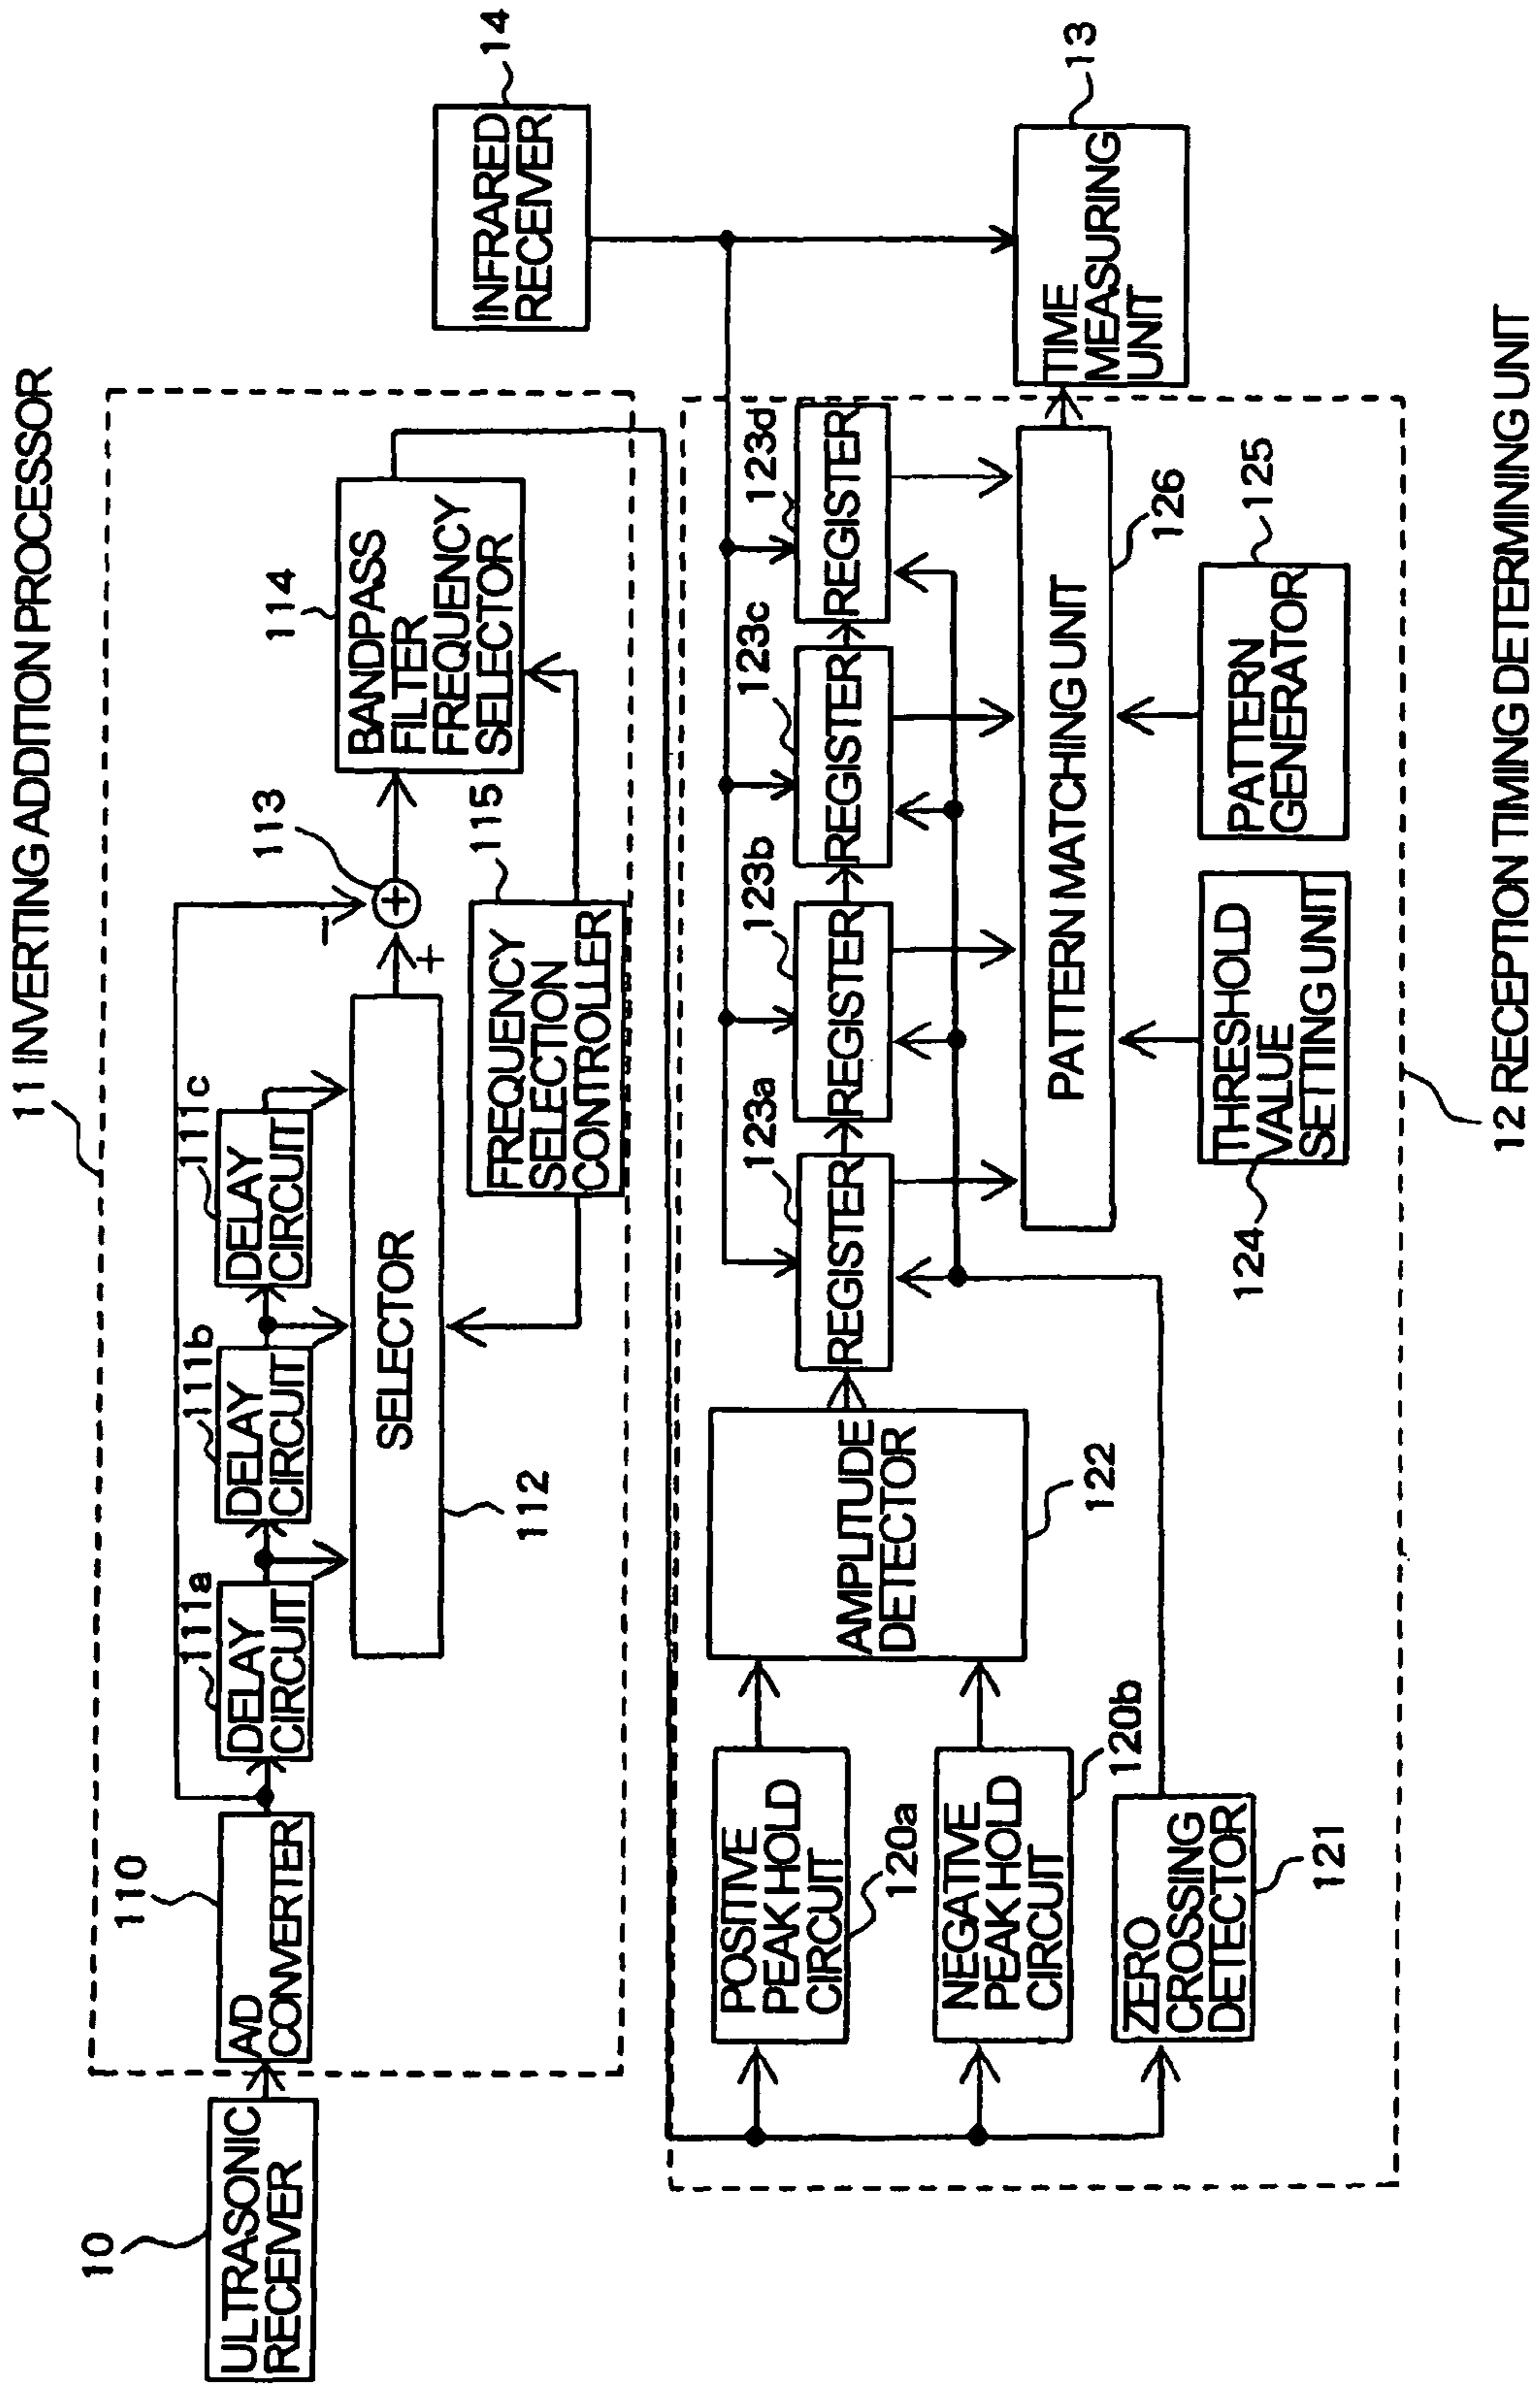 11 INVERTING ADDITION PROCESSOR
10
ULTRASONIC
RECEIVER
110
A/D
CONVERTER
111a
DELAY
CIRCUIT
111b
DELAY
CIRCUIT
111c
DELAY
CIRCUIT
SELECTOR
112
113
−
+
+
114
BANDPASS
FILTER
FREQUENCY
SELECTOR
115
FREQUENCY
SELECTION
CONTROLLER
14
INFRARED
RECEIVER
POSITIVE
PEAK HOLD
CIRCUIT
120a
NEGATIVE
PEAK HOLD
CIRCUIT
120b
ZERO
CROSSING
DETECTOR
121
AMPLITUDE
DETECTOR
122
123a
REGISTER
123b
REGISTER
123c
REGISTER
123d
REGISTER
PATTERN MATCHING UNIT
126
THRESHOLD
VALUE
SETTING UNIT
124
PATTERN
GENERATOR
125
TIME
MEASURING
UNIT
13
12 RECEPTION TIMING DETERMINING UNIT